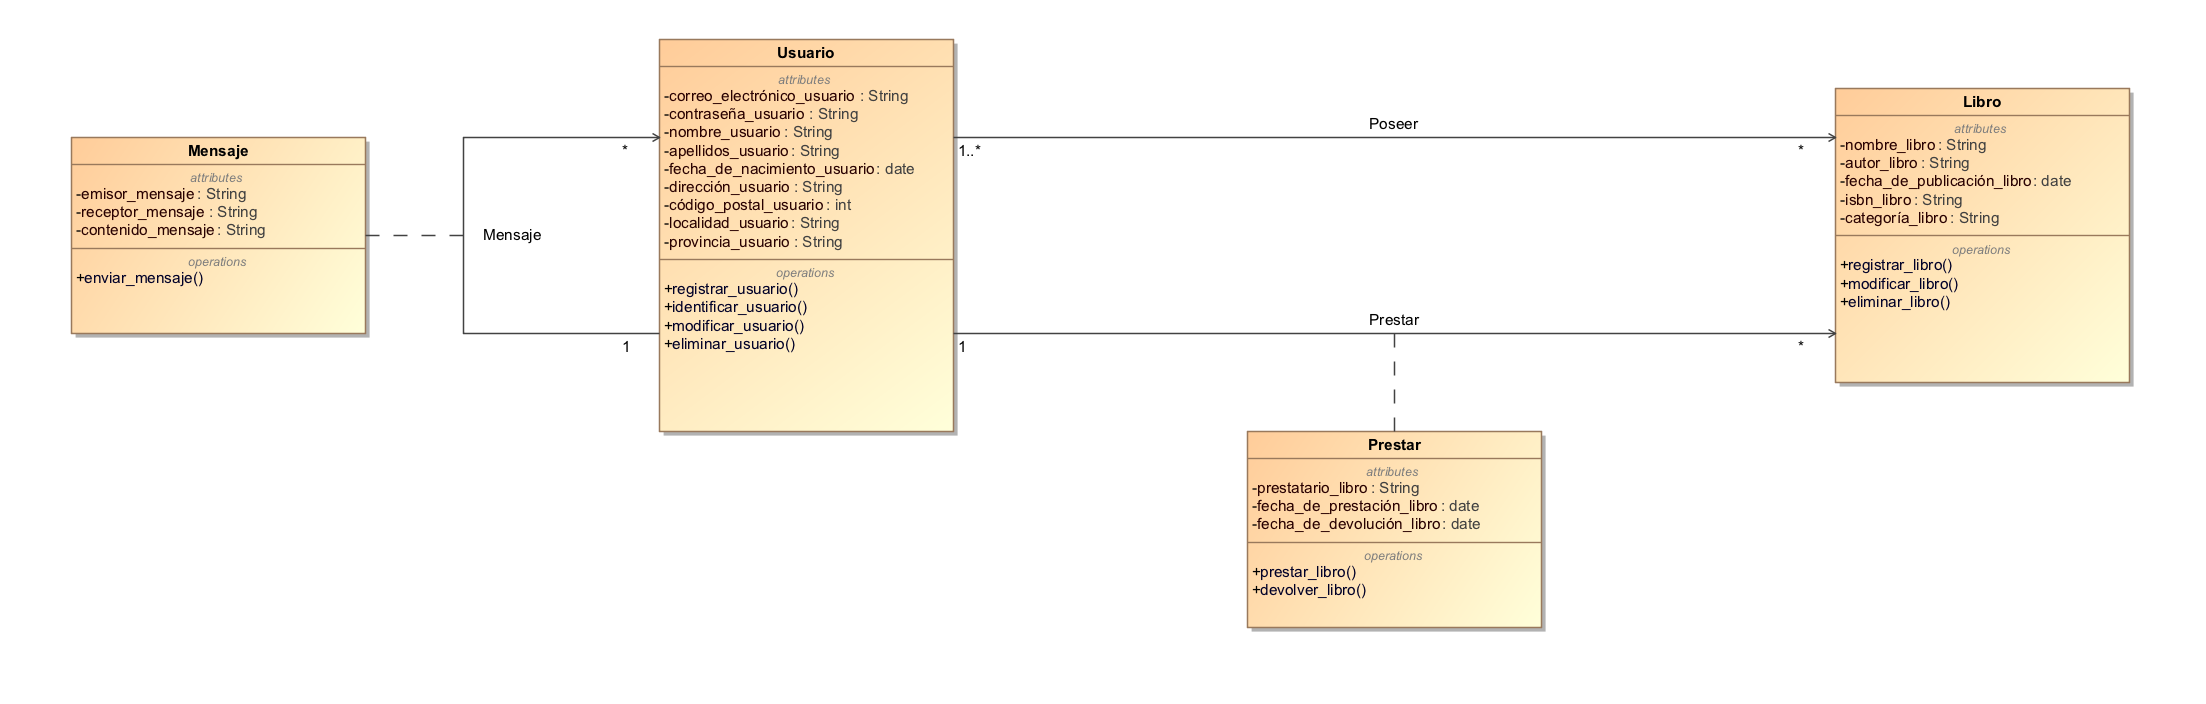 Mensaje
attributes
-emisor_mensaje : String
-receptor_mensaje : String
-contenido_mensaje : String
operations
+enviar_mensaje()
Mensaje
*
1
Usuario
attributes
-correo_electrónico_usuario : String
-contraseña_usuario : String
-nombre_usuario : String
-apellidos_usuario : String
-fecha_de_nacimiento_usuario : date
-dirección_usuario : String
-código_postal_usuario : int
-localidad_usuario : String
-provincia_usuario : String
operations
+registrar_usuario()
+identificar_usuario()
+modificar_usuario()
+eliminar_usuario()
Poseer
1..*
*
Prestar
1
*
Libro
attributes
-nombre_libro : String
-autor_libro : String
-fecha_de_publicación_libro : date
-isbn_libro : String
-categoría_libro : String
operations
+registrar_libro()
+modificar_libro()
+eliminar_libro()
Prestar
attributes
-prestatario_libro : String
-fecha_de_prestación_libro : date
-fecha_de_devolución_libro : date
operations
+prestar_libro()
+devolver_libro()